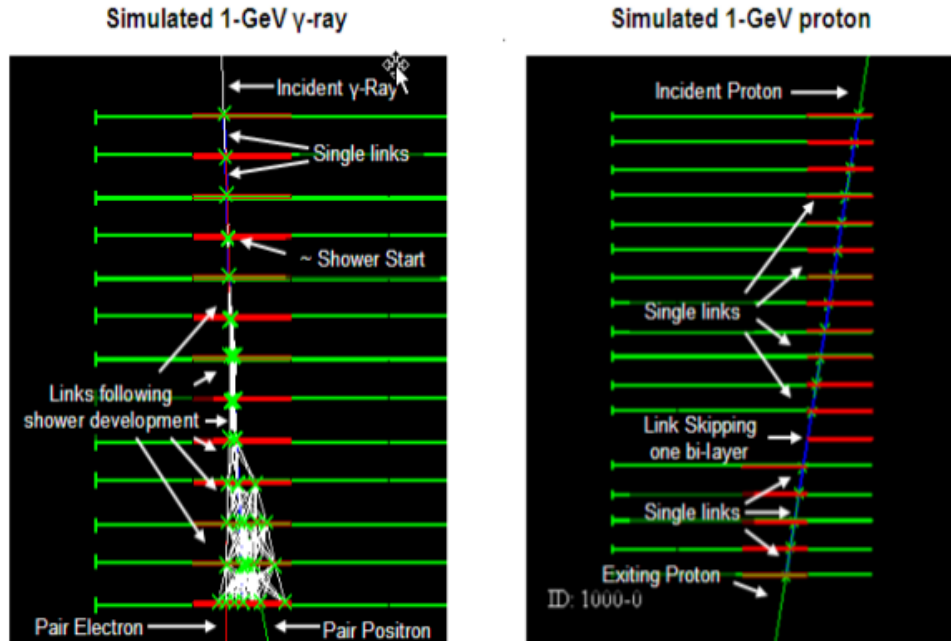 Simulated 1-GeV γ-ray
Incident γ-Ray
Single links
~ Shower Start
Links following
shower development
Pair Electron
Pair Positron
Simulated 1-GeV proton
Incident Proton
Single links
Link Skipping
one bi-layer
Single links
Exiting Proton
ID: 1000-0